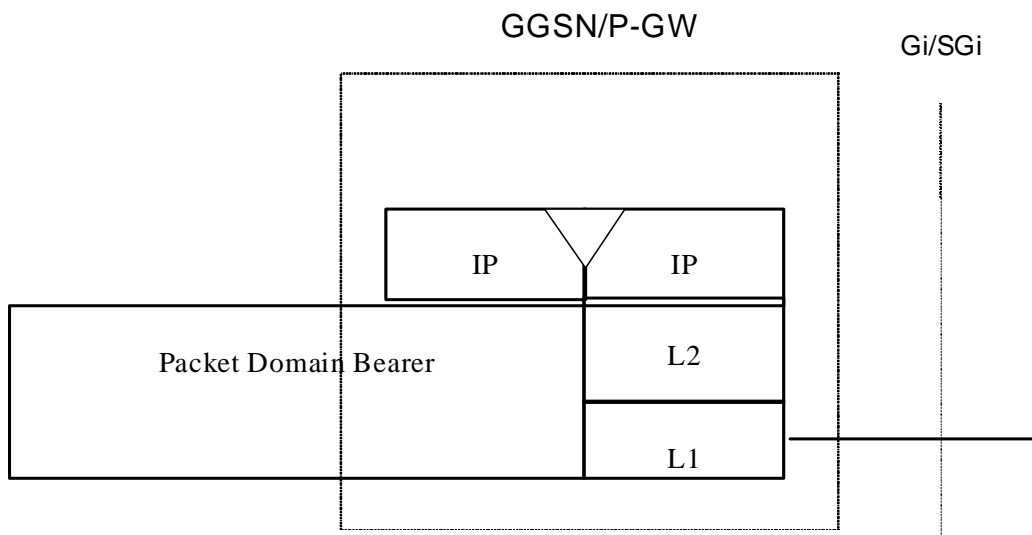 GGSN/P-GW
Gi/SGi
IP
IP
Packet Domain Bearer
L2
L1